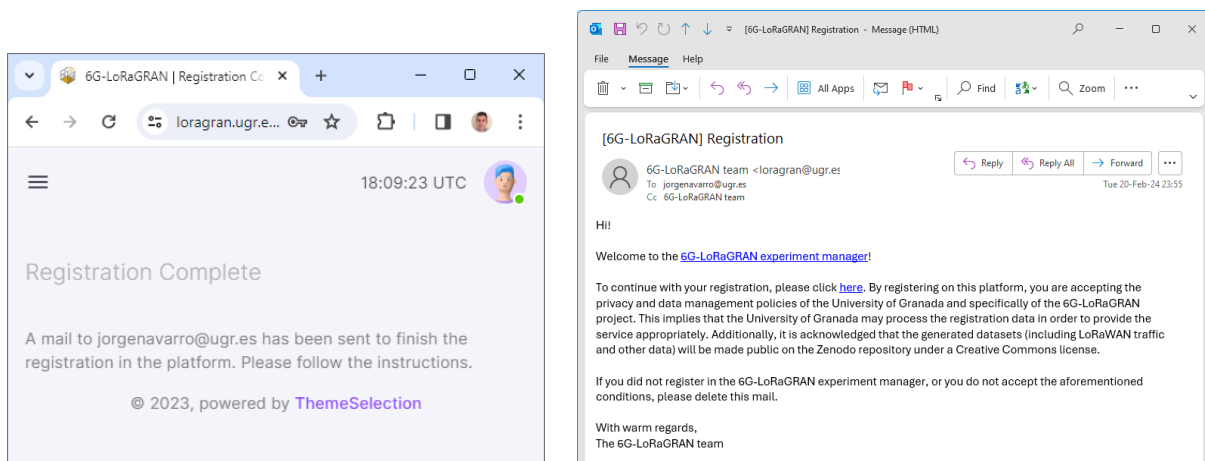 6G-LoRaGRAN | Registration Co
loragran.ugr.e...
18:09:23 UTC
Registration Complete
A mail to jorgenavarro@ugr.es has been sent to finish the
registration in the platform. Please follow the instructions.
© 2023, powered by ThemeSelection
[6G-LoRaGRAN] Registration - Message (HTML)
File Message Help
All Apps Find Zoom
[6G-LoRaGRAN] Registration
6G-LoRaGRAN team <loragran@ugr.es
To jorgenavarro@ugr.es
Cc 6G-LoRaGRAN team
Reply Reply All Forward
Tue 20-Feb-24 23:55
Hi!
Welcome to the 6G-LoRaGRAN experiment manager!
To continue with your registration, please click here. By registering on this platform, you are accepting the
privacy and data management policies of the University of Granada and specifically of the 6G-LoRaGRAN
project. This implies that the University of Granada may process the registration data in order to provide the
service appropriately. Additionally, it is acknowledged that the generated datasets (including LoRaWAN traffic
and other data) will be made public on the Zenodo repository under a Creative Commons license.
If you did not register in the 6G-LoRaGRAN experiment manager, or you do not accept the aforementioned
conditions, please delete this mail.
With warm regards,
The 6G-LoRaGRAN team